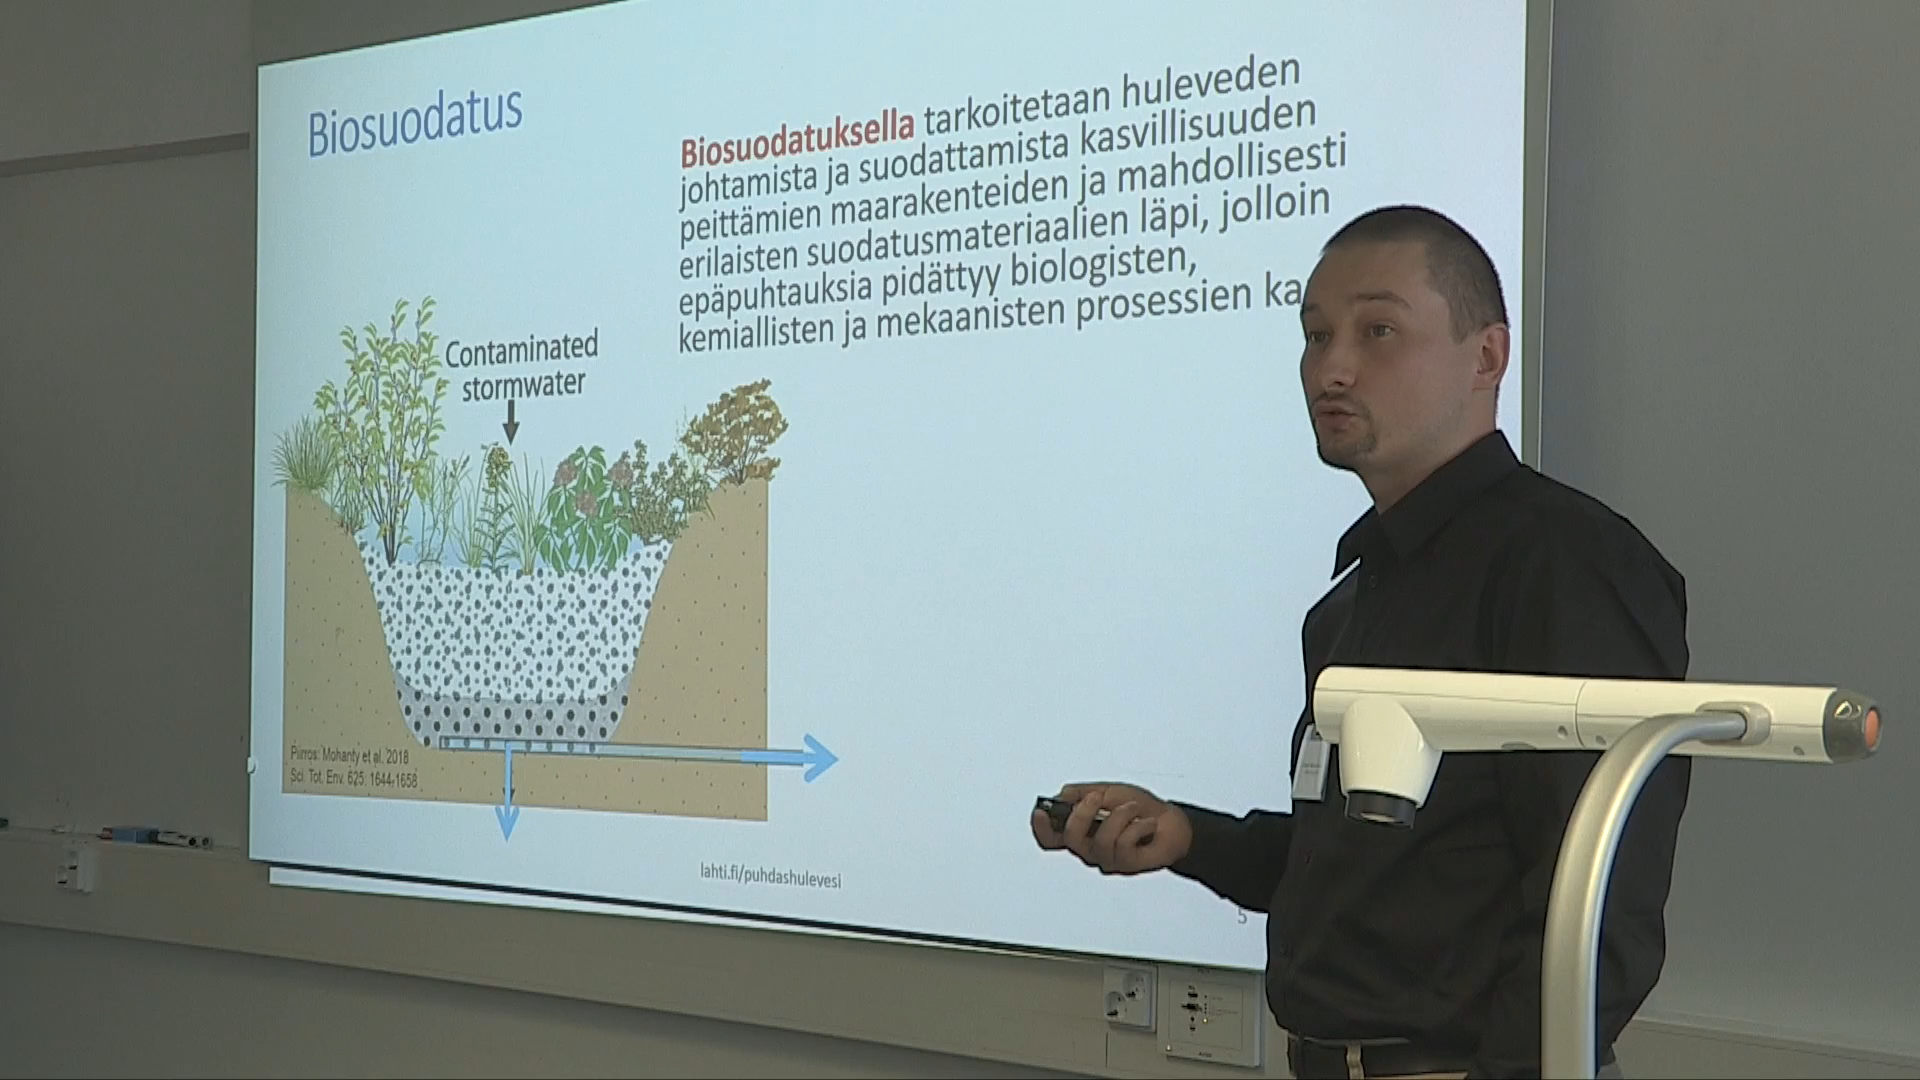 Biosuodatus
Biosuodatuksella tarkoitetaan huleveden
johtamista ja suodattamista kasvillisuuden
peittämien maarakenteiden ja mahdollisesti
erilaisten suodatusmateriaalien läpi, jolloin
epäpuhtauksia pidättyy biologisten,
kemiallisten ja mekaanisten prosessien ka
Contaminated
stormwater
Piirros: Mohanty et al. 2018
Sci. Tot. Env. 625: 1644-1658
lahti.fi/puhdashulevesi
5